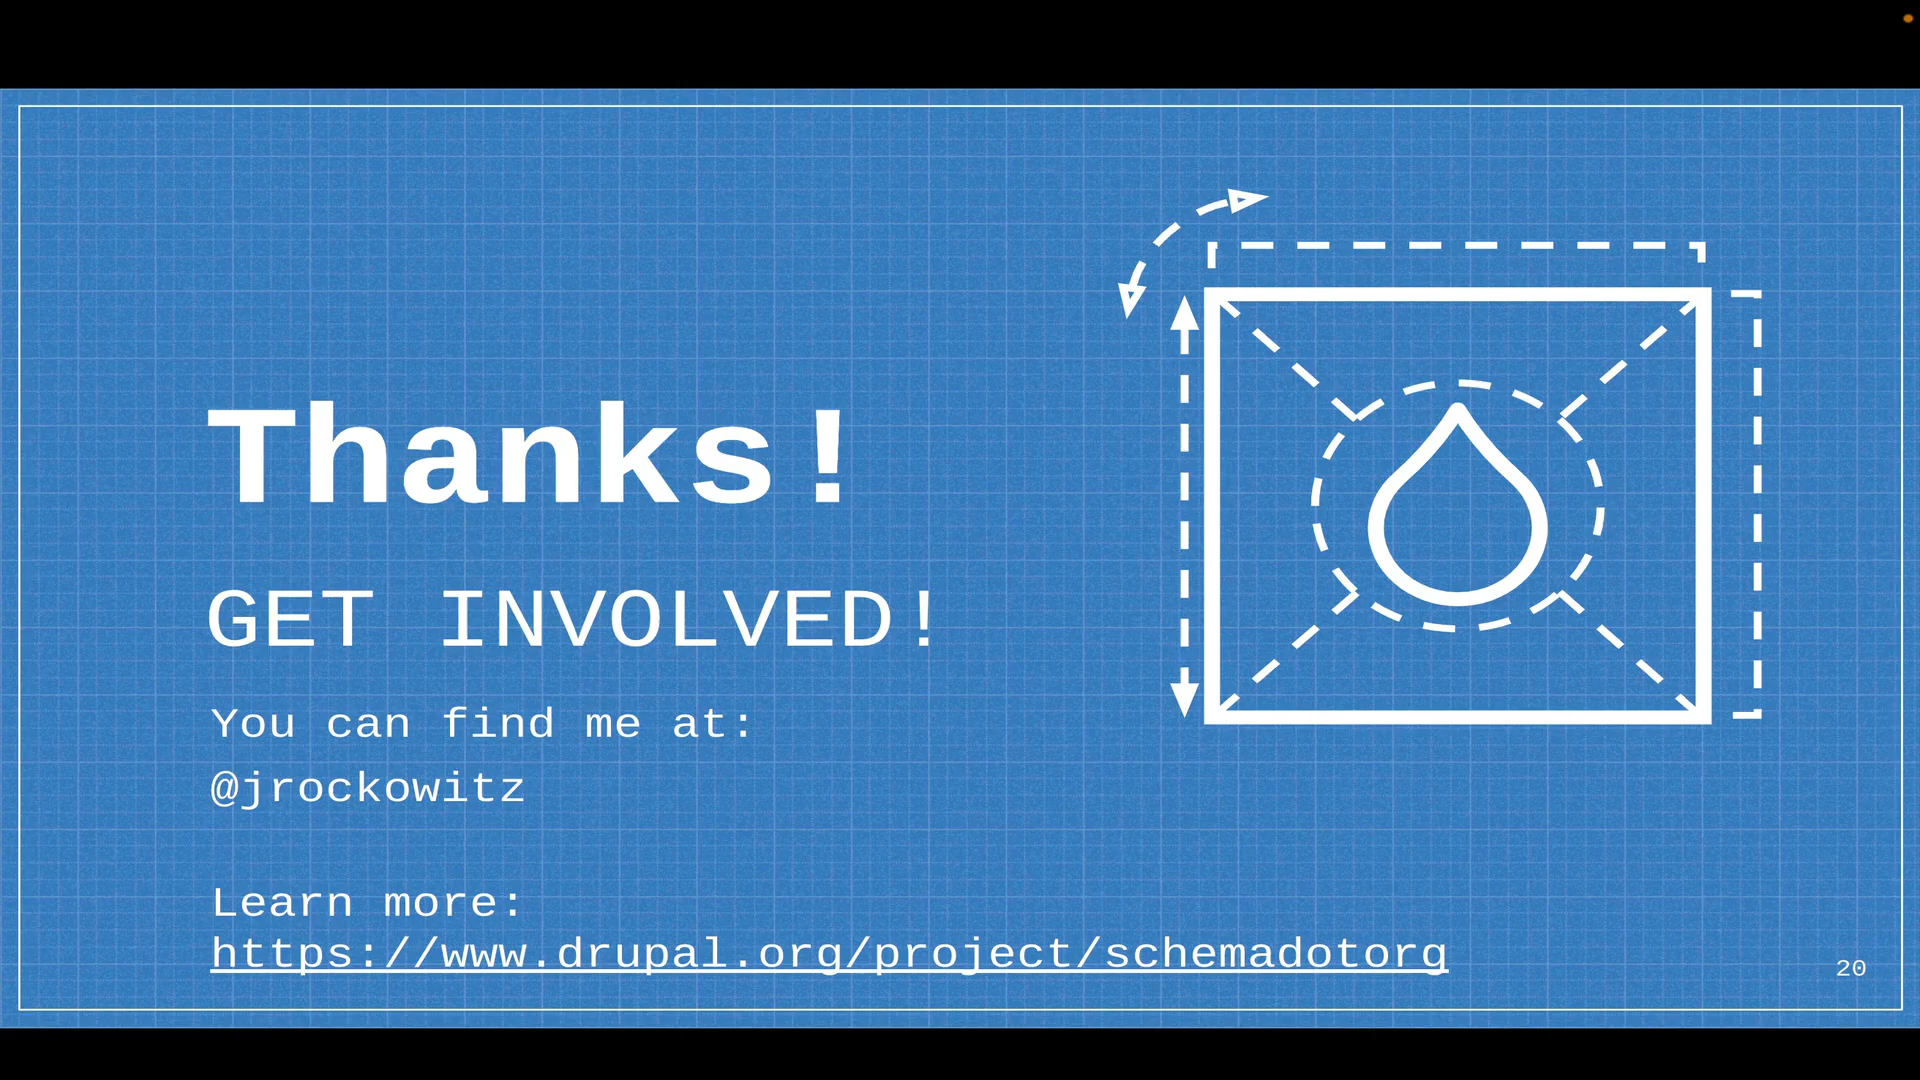 Thanks!
GET INVOLVED!
You can find me at:
@jrockowitz
Learn more:
https://www.drupal.org/project/schemadotorg
20